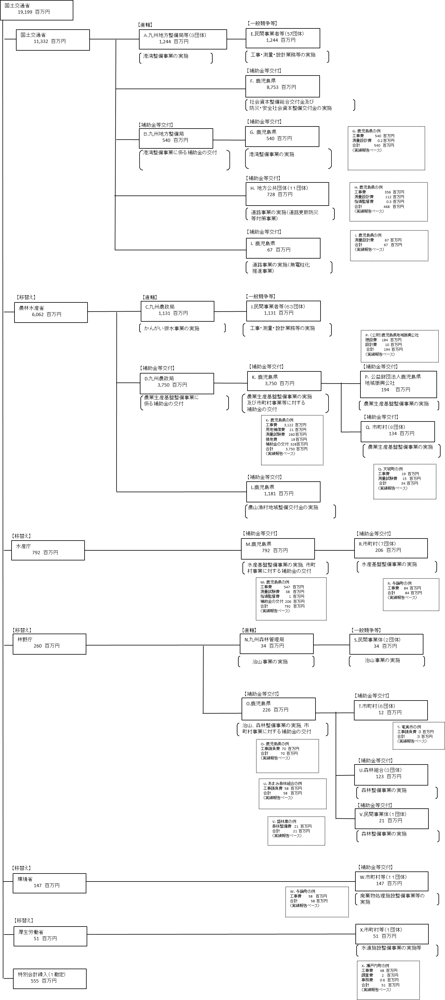 国土交通省
19,199 百万円
国土交通省
11,332 百万円
【直轄】
A.九州地方整備局等(3団体)
1,244 百万円
港湾整備事業の実施
【一般競争等】
E.民間事業者等(57団体)
1,244 百万円
工事・測量・設計業務等の実施
【補助金等交付】
F. 鹿児島県
8,753 百万円
社会資本整備総合交付金及び
防災・安全社会資本整備交付金の実施
【補助金等交付】
B.九州地方整備局
540 百万円
港湾整備事業に係る補助金の交付
【補助金等交付】
G. 鹿児島県
540 百万円
港湾整備事業の実施
G. 鹿児島県の例
工事費 540 百万円
測量設計費 0.2百万円
合計 540 百万円
(実績報告ベース)
【補助金等交付】
H. 地方公共団体(11団体)
728 百万円
道路事業の実施(道路更新防災
等対策事業)
H. 鹿児島県の例
工事費 356 百万円
測量設計費 112 百万円
指導監督費 0.3 百万円
合計 468 百万円
(実績報告ベース)
【補助金等交付】
I. 鹿児島県
67 百万円
道路事業の実施(無電柱化
推進事業)
I. 鹿児島県の例
測量設計費 67 百万円
合計 67 百万円
(実績報告ベース)
【移替え】
農林水産省
6,062 百万円
【直轄】
C.九州農政局
1,131 百万円
かんがい排水事業の実施
【一般競争等】
J.民間事業者等(63団体)
1,131 百万円
工事・測量・設計業務等の実施
P. (公財)鹿児島県地域振興公社
建設費 184 百万円
設計費 10 百万円
合計 194 百万円
(実績報告ベース)
【補助金等交付】
D.九州農政局
3,750 百万円
農業生産基盤整備事業に
係る補助金の交付
【補助金等交付】
K. 鹿児島県
3,750 百万円
農業生産基盤整備事業の実施
及び市町村事業等に対する
補助金の交付
K. 鹿児島県の例
工事費 3,122 百万円
用地補償費 21 百万円
測量試験費 260百万円
換地費 19百万円
補助金の交付 328百万円
合計 3,750 百万円
(実績報告ベース)
【補助金等交付】
P. 公益財団法人鹿児島県
地域振興公社
194 百万円
農業生産基盤整備事業の実施
【補助金等交付】
Q. 市町村(8団体)
134 百万円
農業生産基盤整備事業の実施
Q. 天城町の例
工事費 19 百万円
測量試験費 15 百万円
合計 34 百万円
(実績報告ベース)
【補助金等交付】
L.鹿児島県
1,181 百万円
農山漁村地域整備交付金の実施
【移替え】
水産庁
792 百万円
【補助金等交付】
M.鹿児島県
792 百万円
水産基盤整備事業の実施、市町
村事業に対する補助金の交付
M. 鹿児島県の例
工事費 547 百万円
測量試験費 38 百万円
指導監督費 1 百万円
補助金の交付 206 百万円
合計 792 百万円
(実績報告ベース)
【補助金等交付】
R.市町村(7団体)
206 百万円
水産基盤整備事業の実施
R. 与論町の例
工事費 84 百万円
合計 84 百万円
(実績報告ベース)
【移替え】
林野庁
260 百万円
【直轄】
N.九州森林管理局
34 百万円
治山事業の実施
【一般競争等】
S.民間事業体(2団体)
34 百万円
治山事業の実施
【補助金等交付】
O.鹿児島県
226 百万円
治山、森林整備事業の実施、市
町村事業に対する補助金の交付
O. 鹿児島県の例
工事請負費 70 百万円
合計 70 百万円
(実績報告ベース)
【補助金等交付】
T.市町村(6団体)
12 百万円
T. 奄美市の例
工事請負費 3 百万円
合計 3 百万円
(実績報告ベース)
【補助金等交付】
U.森林組合(3団体)
123 百万円
森林整備事業の実施
U. あまみ森林組合の例
工事請負費 58 百万円
合計 58 百万円
(実績報告ベース)
【補助金等交付】
V.民間事業体(1団体)
21 百万円
森林整備事業の実施
V. 盛林業の例
森林整備費 21 百万円
合計 21 百万円
(実績報告ベース)
【移替え】
環境省
147 百万円
【補助金等交付】
W.市町村等(11団体)
147 百万円
廃棄物処理施設整備事業等の
実施
W. 与論町の例
工事費 58 百万円
合計 58 百万円
(実績報告ベース)
【移替え】
厚生労働省
51 百万円
X.市町村等(1団体)
51 百万円
水道施設整備事業の実施等
X. 瀬戸内町の例
工事費 48 百万円
調査費 2 百万円
事務費 0.6 百万円
合計 51 百万円
(実績報告ベース)
特別会計繰入(1勘定)
555 百万円